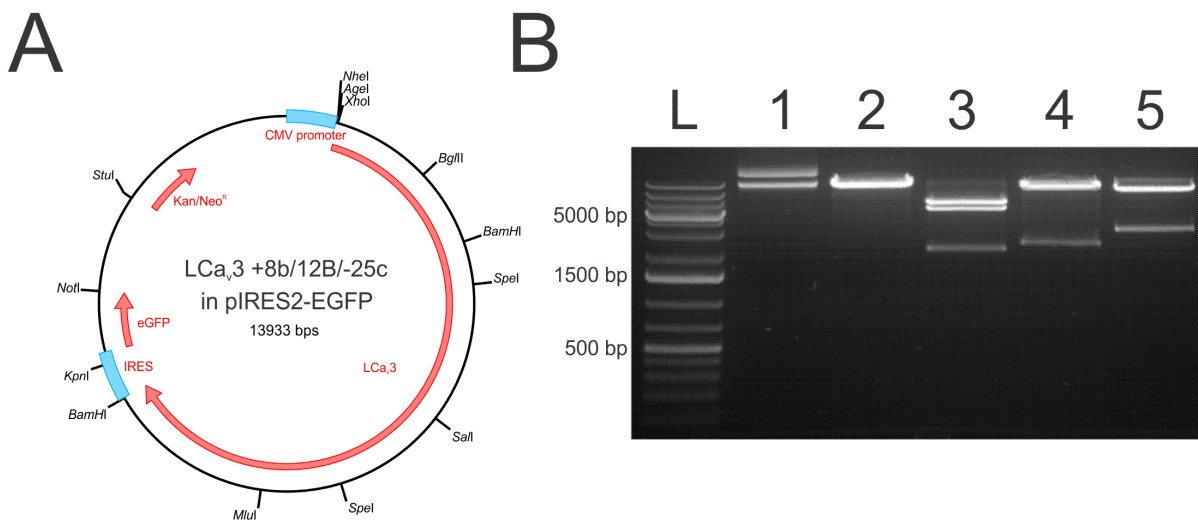 A
NheI
AgeI
XhoI
CMV promoter
BglII
StuI
Kan/Neoᴿ
BamHI
LCaᵥ3 +8b/12B/-25c
in pIRES2-EGFP
13933 bps
SpeI
NotI
eGFP
IRES
LCaᵥ3
KpnI
BamHI
SalI
SpeI
MluI
B
L 1 2 3 4 5
5000 bp
1500 bp
500 bp